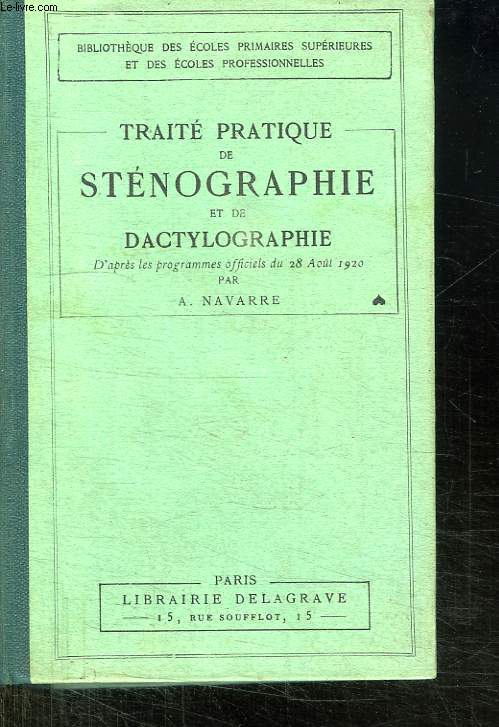 Le-livre.com
BIBLIOTHÈQUE DES ÉCOLES PRIMAIRES SUPÉRIEURES
ET DES ÉCOLES PROFESSIONNELLES
TRAITÉ PRATIQUE
DE
STÉNOGRAPHIE
ET DE
DACTYLOGRAPHIE
D'après les programmes officiels du 28 Août 1920
PAR
A. NAVARRE
PARIS
LIBRAIRIE DELAGRAVE
15, RUE SOUFFLOT, 15